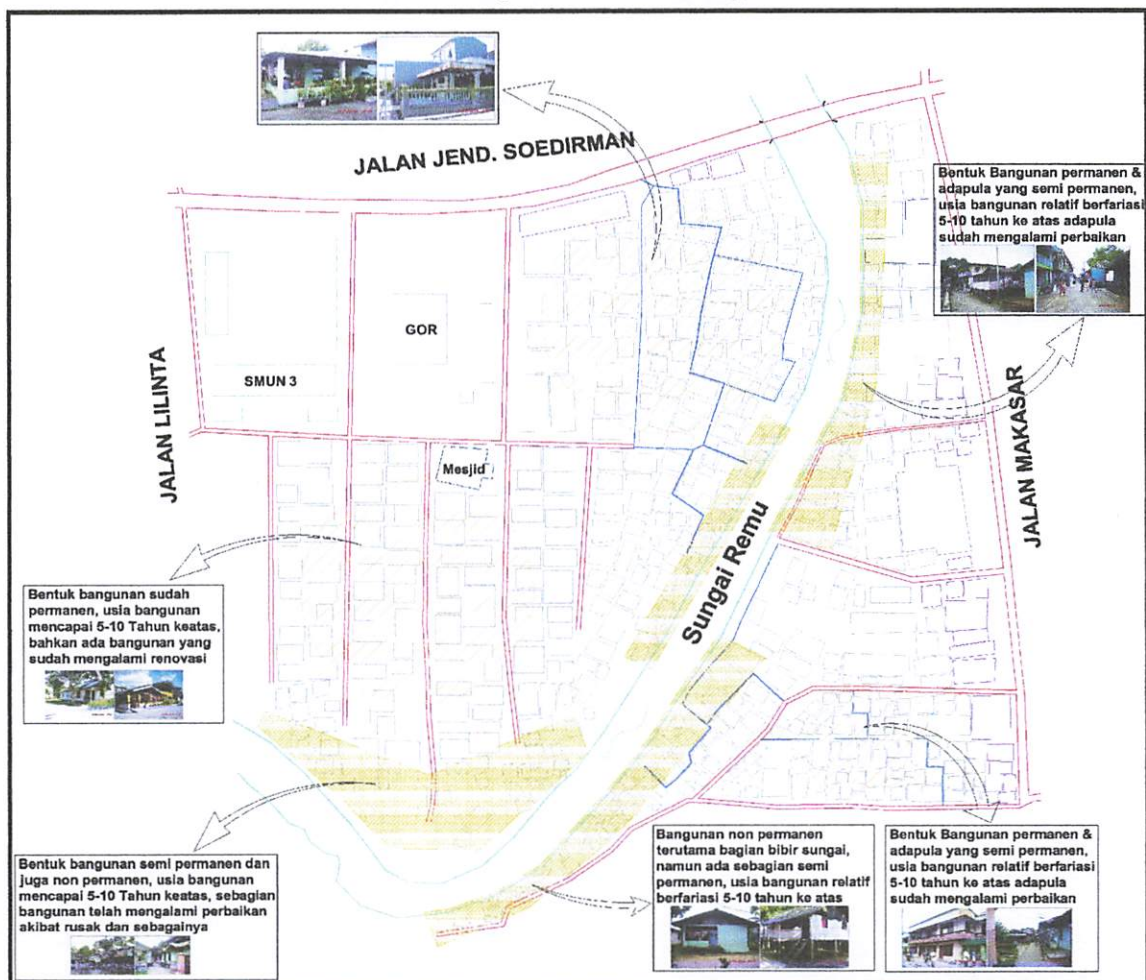 JALAN JEND. SOEDIRMAN
Bentuk Bangunan permanen &
adapula yang semi permanen,
usia bangunan relatif berfariasi
5-10 tahun ke atas adapula
sudah mengalami perbaikan
GOR
SMUN 3
JALAN LILINTA
Mesjid
JALAN MAKASAR
Sungai Remu
Bentuk bangunan sudah
permanen, usia bangunan
mencapai 5-10 Tahun keatas,
bahkan ada bangunan yang
sudah mengalami renovasi
Bentuk bangunan semi permanen dan
juga non permanen, usia bangunan
mencapai 5-10 Tahun keatas, sebagian
bangunan telah mengalami perbaikan
akibat rusak dan sebagainya
Bangunan non permanen
terutama bagian bibir sungai,
namun ada sebagian semi
permanen, usia bangunan relatif
berfariasi 5-10 tahun ke atas
Bentuk Bangunan permanen &
adapula yang semi permanen,
usia bangunan relatif berfariasi
5-10 tahun ke atas adapula
sudah mengalami perbaikan